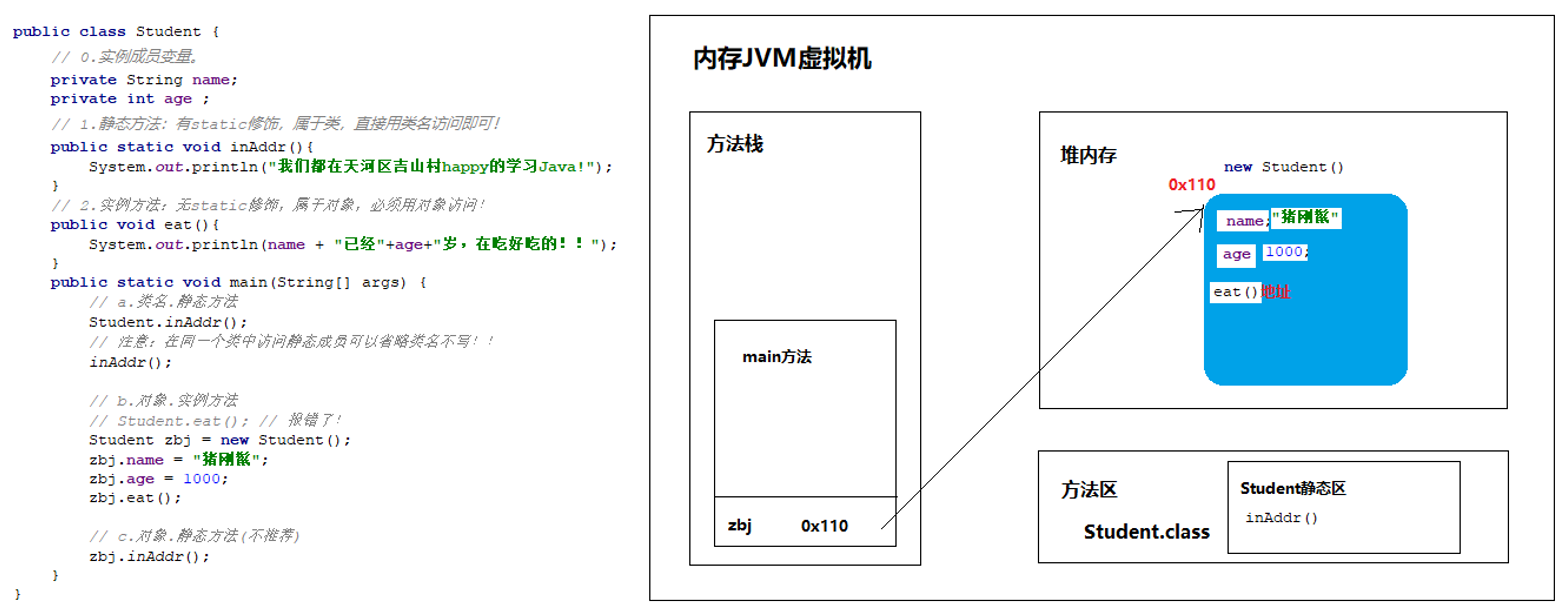 public class Student {
// 0.实例成员变量。
private String name;
private int age ;
// 1.静态方法：有static修饰，属于类，直接用类名访问即可！
public static void inAddr(){
System.out.println("我们都在天河区吉山村happy的学习Java!");
}
// 2.实例方法：无static修饰，属于对象，必须用对象访问！
public void eat(){
System.out.println(name + "已经"+age+"岁，在吃好吃的！！");
}
public static void main(String[] args) {
// a.类名.静态方法
Student.inAddr();
// 注意：在同一个类中访问静态成员可以省略类名不写！！
inAddr();
// b.对象.实例方法
// Student.eat(); // 报错了！
Student zbj = new Student();
zbj.name = "猪刚鬣";
zbj.age = 1000;
zbj.eat();
// c.对象.静态方法(不推荐)
zbj.inAddr();
}
}
内存JVM虚拟机
方法栈
main方法
zbj 0x110
堆内存
new Student()
0x110
name; "猪刚鬣"
age 1000;
eat()地址
方法区
Student.class
Student静态区
inAddr()